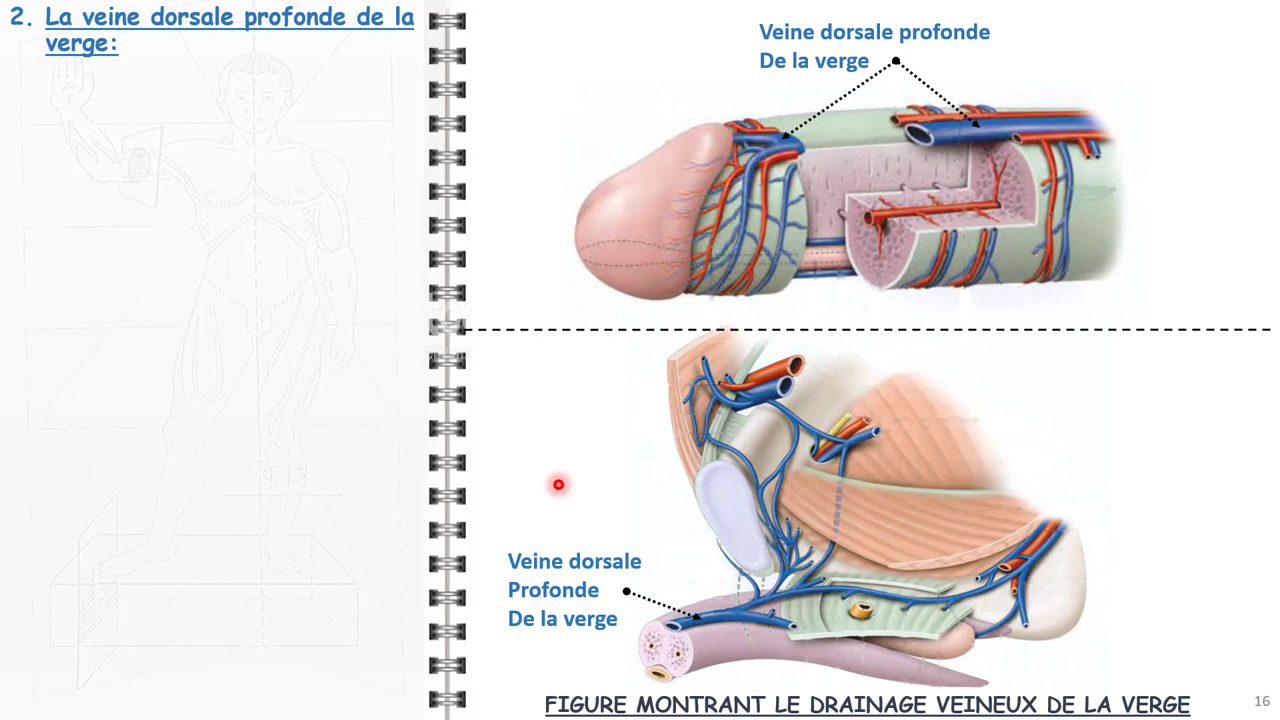 2. La veine dorsale profonde de la
verge:
Veine dorsale profonde
De la verge
Veine dorsale
Profonde
De la verge
FIGURE MONTRANT LE DRAINAGE VEINEUX DE LA VERGE
16